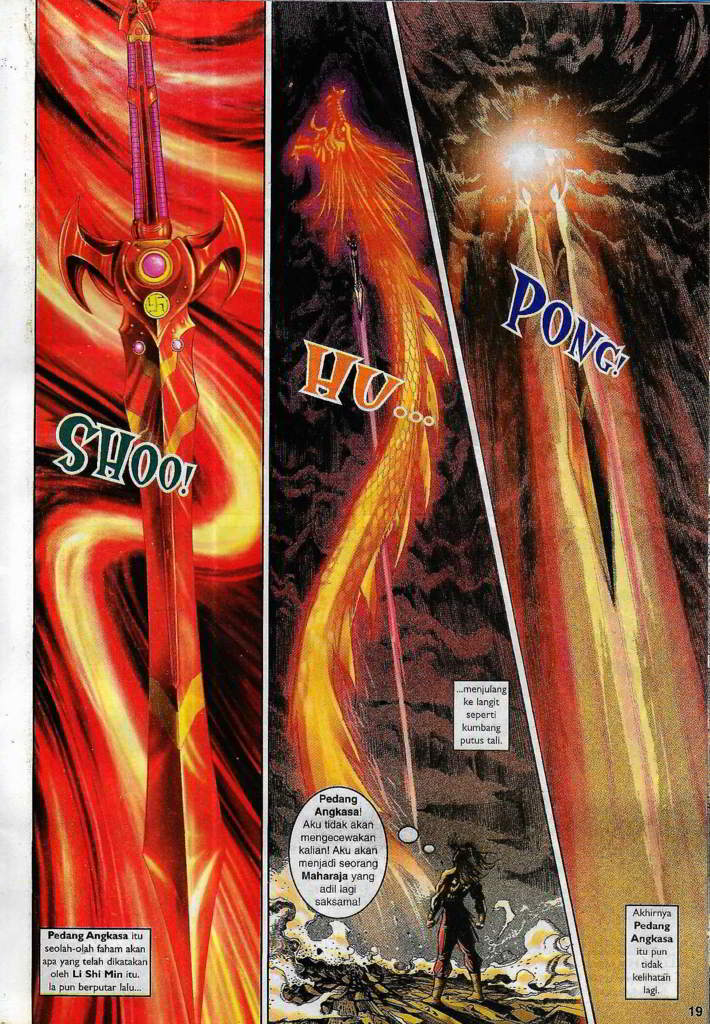 SHOO!
Pedang Angkasa itu
seolah-olah faham akan
apa yang telah dikatakan
oleh Li Shi Min itu.
Ia pun berputar lalu...
HU...
...menjulang
ke langit
seperti
kumbang
putus tali.
Pedang
Angkasa!
Aku tidak akan
mengecewakan
kalian! Aku akan
menjadi seorang
Maharaja yang
adil lagi
saksama!
PONG!
Akhirnya
Pedang
Angkasa
itu pun
tidak
kelihatan
lagi.
19